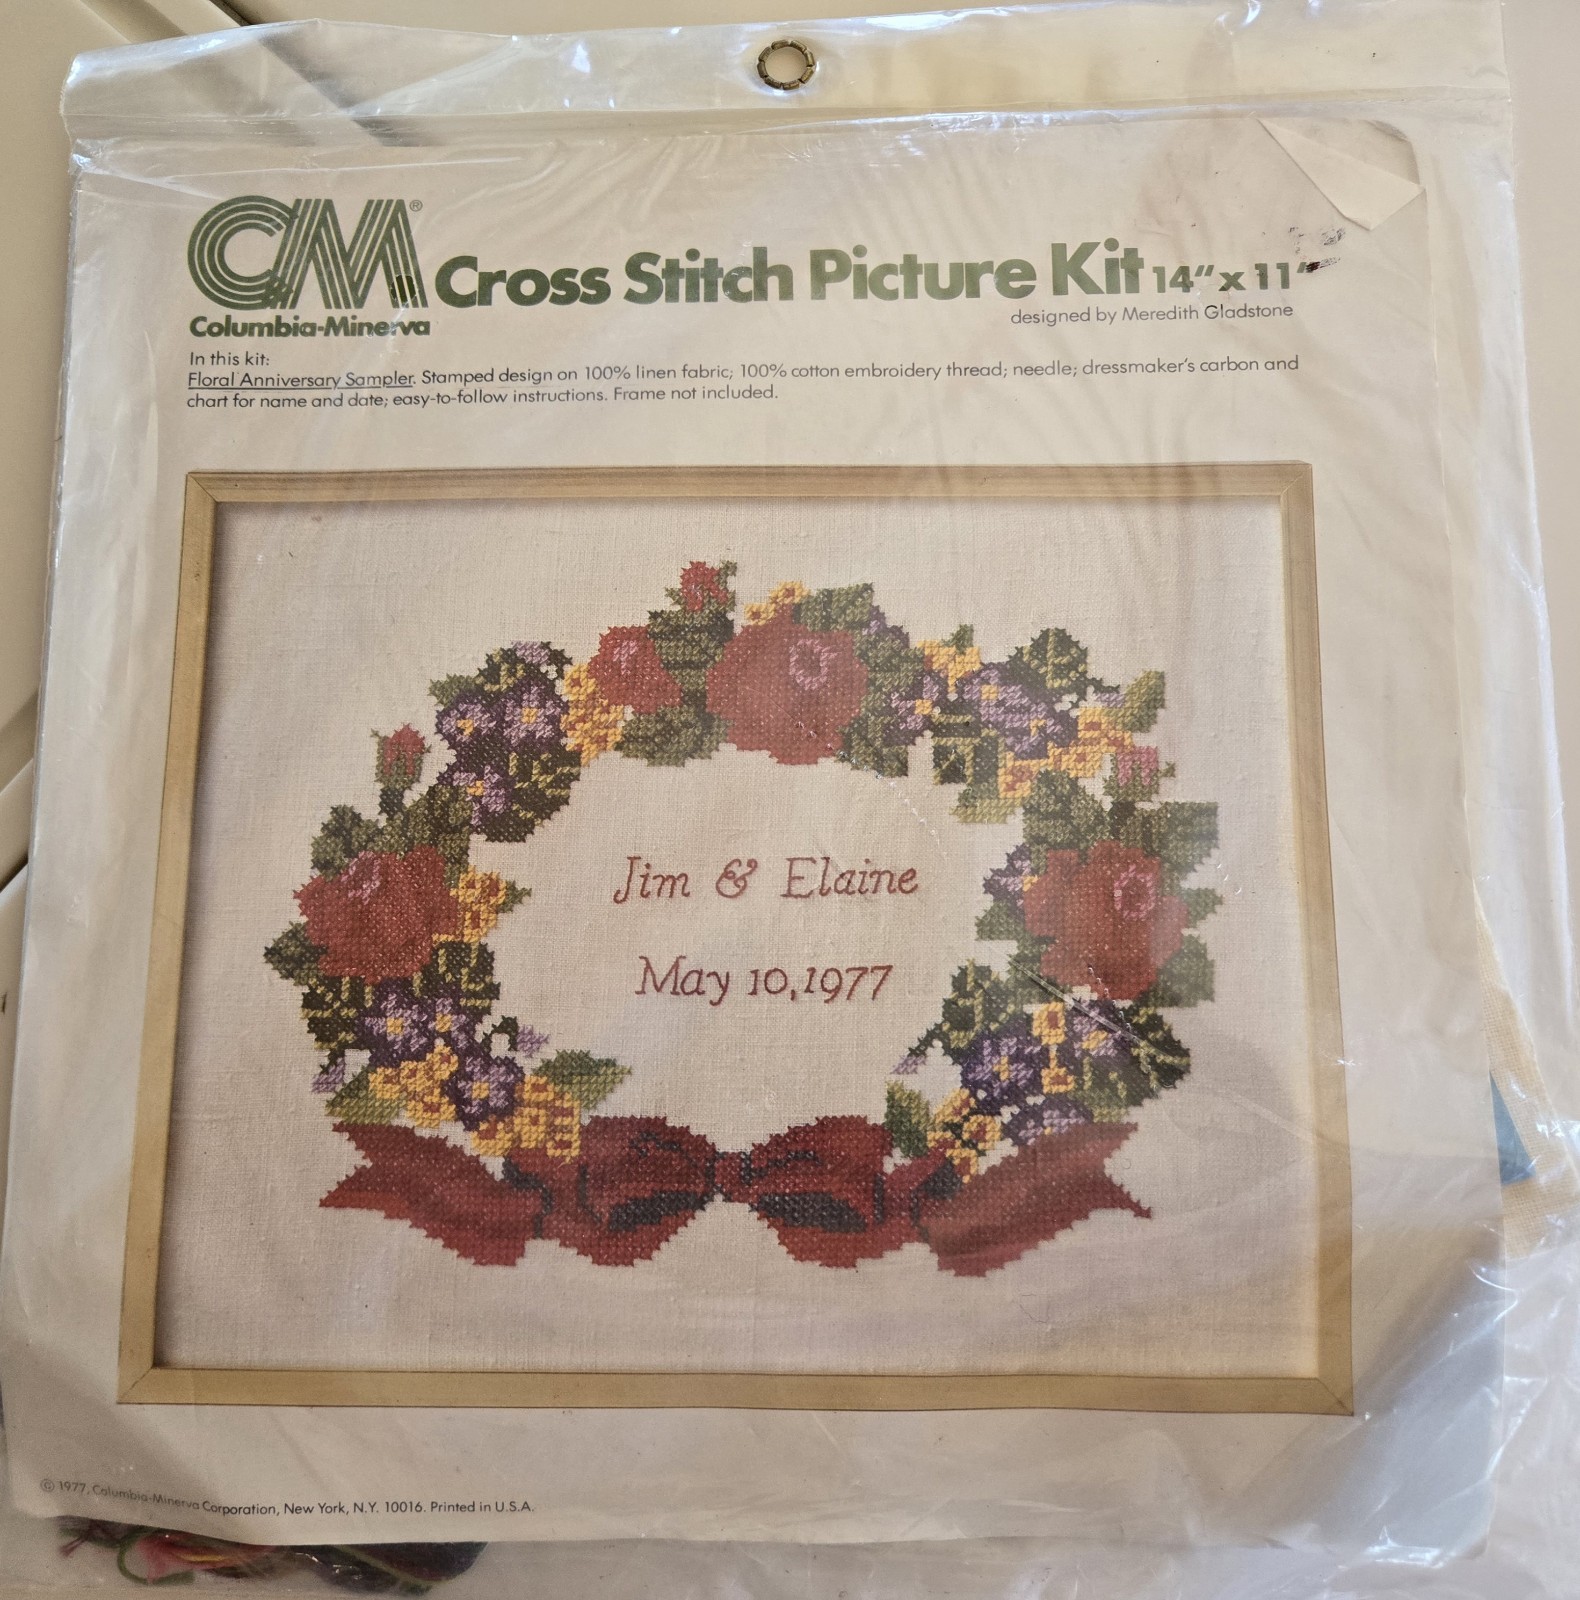 CM®
Columbia-Minerva
Cross Stitch Picture Kit 14" x 11"
designed by Meredith Gladstone
In this kit:
Floral Anniversary Sampler. Stamped design on 100% linen fabric; 100% cotton embroidery thread; needle; dressmaker's carbon and
chart for name and date; easy-to-follow instructions. Frame not included.
Jim & Elaine
May 10, 1977
© 1977, Columbia-Minerva Corporation, New York, N.Y. 10016. Printed in U.S.A.